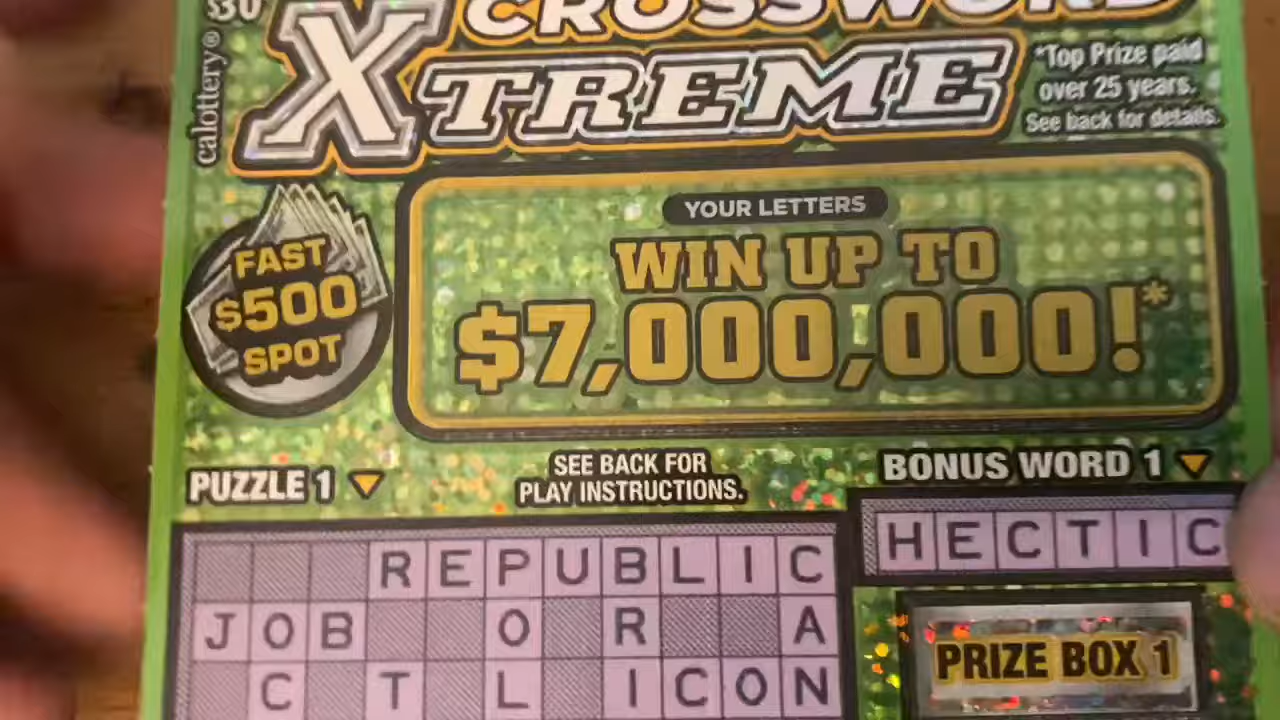 $30
CROSSWORD
XTREME
calottery®
*Top Prize paid
over 25 years.
See back for details.
FAST
$500
SPOT
YOUR LETTERS
WIN UP TO
$7,000,000!*
PUZZLE 1
SEE BACK FOR
PLAY INSTRUCTIONS.
BONUS WORD 1
HECTIC
REPUBLIC
JOB O R A
C T L ICON
PRIZE BOX 1